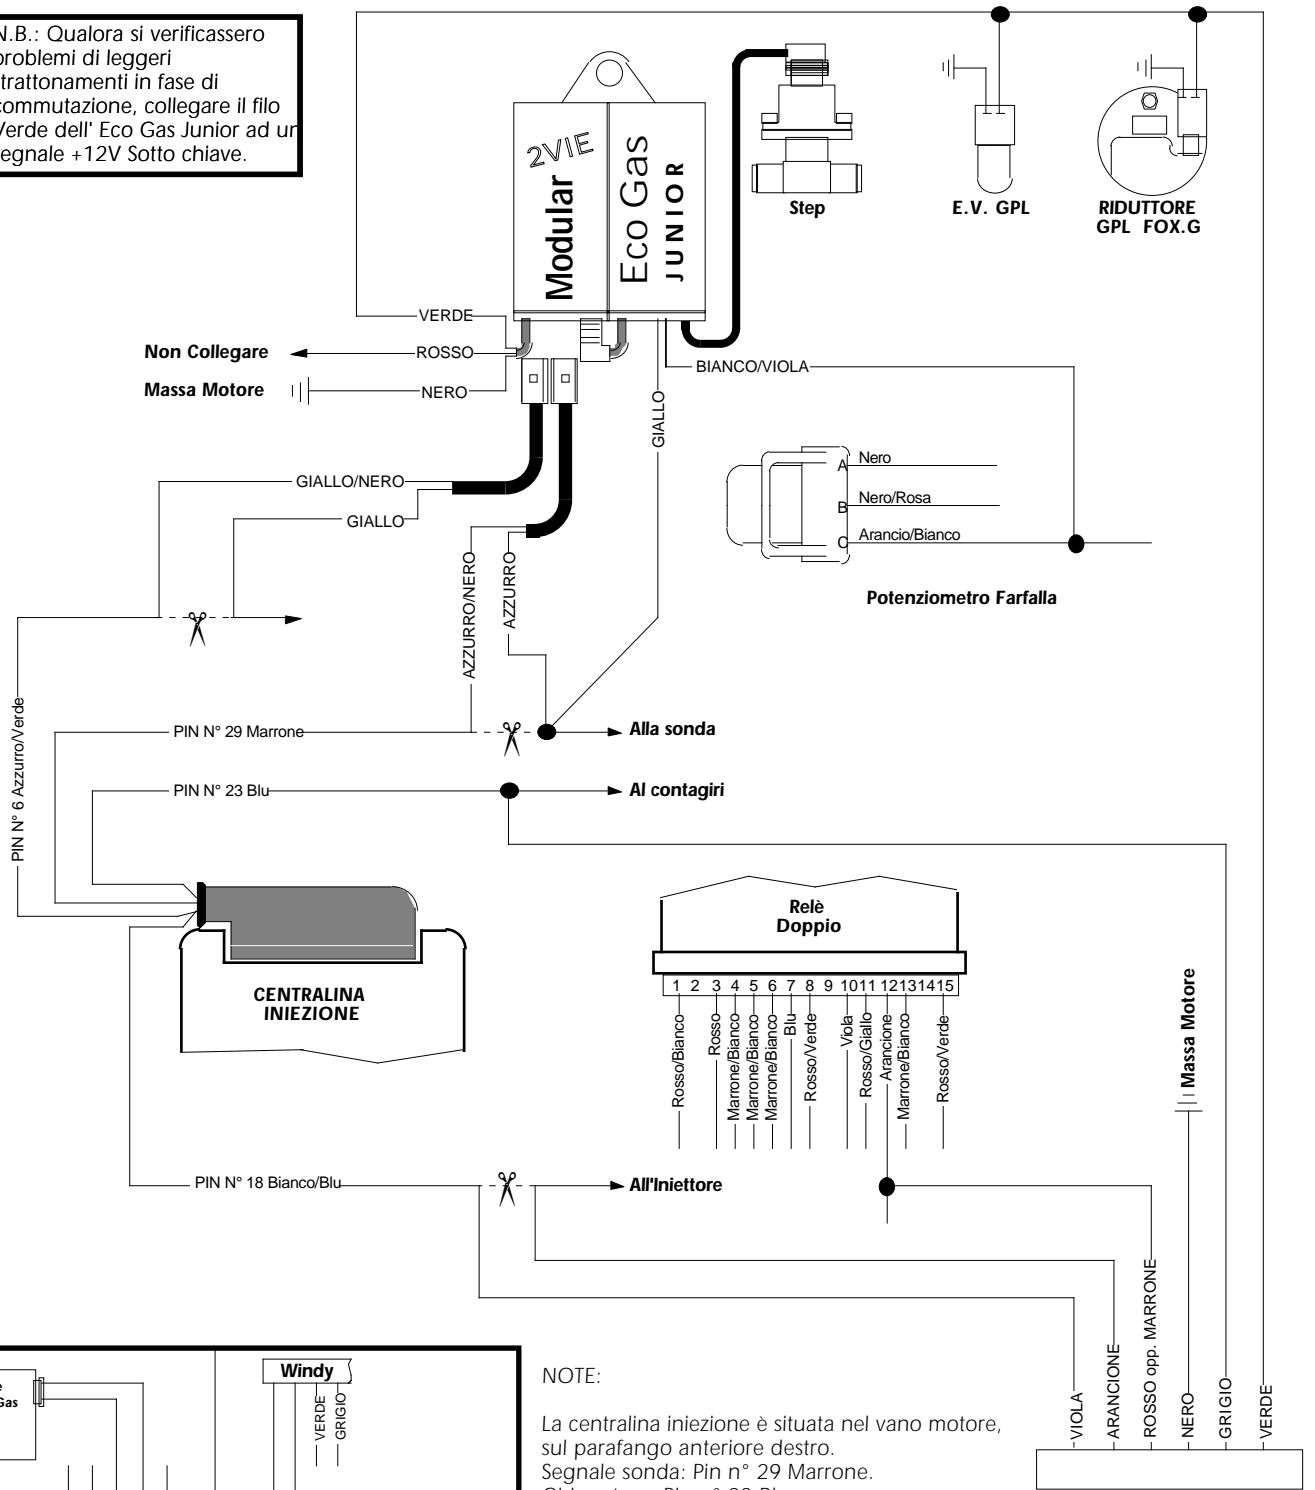 N.B.: Qualora si verificassero
problemi di leggeri
strattonamenti in fase di
commutazione, collegare il filo
Verde dell' Eco Gas Junior ad un
segnale +12V Sotto chiave.
2VIE
Modular
Eco Gas
JUNIOR
Step
E.V. GPL
RIDUTTORE
GPL FOX.G
VERDE
Non Collegare
ROSSO
Massa Motore
NERO
BIANCO/VIOLA
GIALLO
GIALLO/NERO
GIALLO
A
Nero
B
Nero/Rosa
C
Arancio/Bianco
Potenziometro Farfalla
AZZURRO/NERO
AZZURRO
PIN N° 6 Azzurro/Verde
PIN N° 29 Marrone
Alla sonda
PIN N° 23 Blu
Al contagiri
Relè
Doppio
CENTRALINA
INIEZIONE
1 2 3 4 5 6 7 8 9 10 11 12 13 14 15
Rosso/Bianco
Rosso
Marrone/Bianco
Marrone/Bianco
Marrone/Bianco
Blu
Rosso/Verde
Viola
Rosso/Giallo
Arancione
Marrone/Bianco
Rosso/Verde
Massa Motore
PIN N° 18 Bianco/Blu
All'Iniettore
VIOLA
ARANCIONE
ROSSO opp. MARRONE
NERO
GRIGIO
VERDE
Gas
Windy
VERDE
GRIGIO
NOTE:
La centralina iniezione è situata nel vano motore,
sul parafango anteriore destro.
Segnale sonda: Pin n° 29 Marrone.